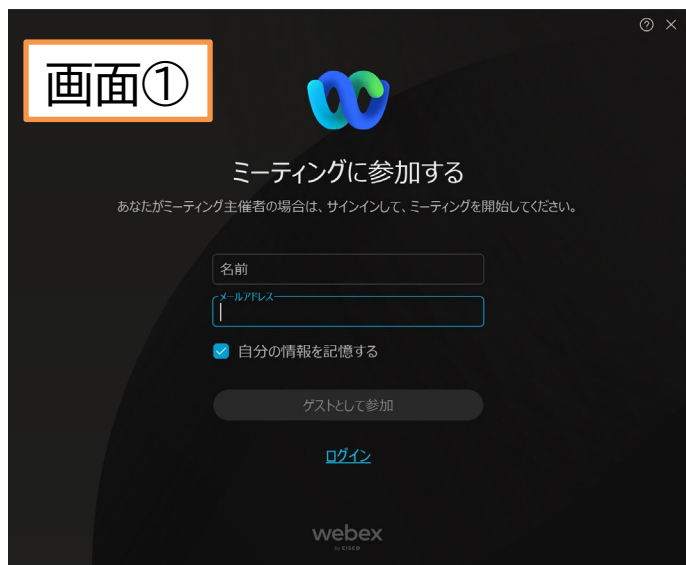 画面①
ミーティングに参加する
あなたがミーティング主催者の場合は、サインインして、ミーティングを開始してください。
名前
メールアドレス
自分の情報を記憶する
ゲストとして参加
ログイン
webex
by CISCO